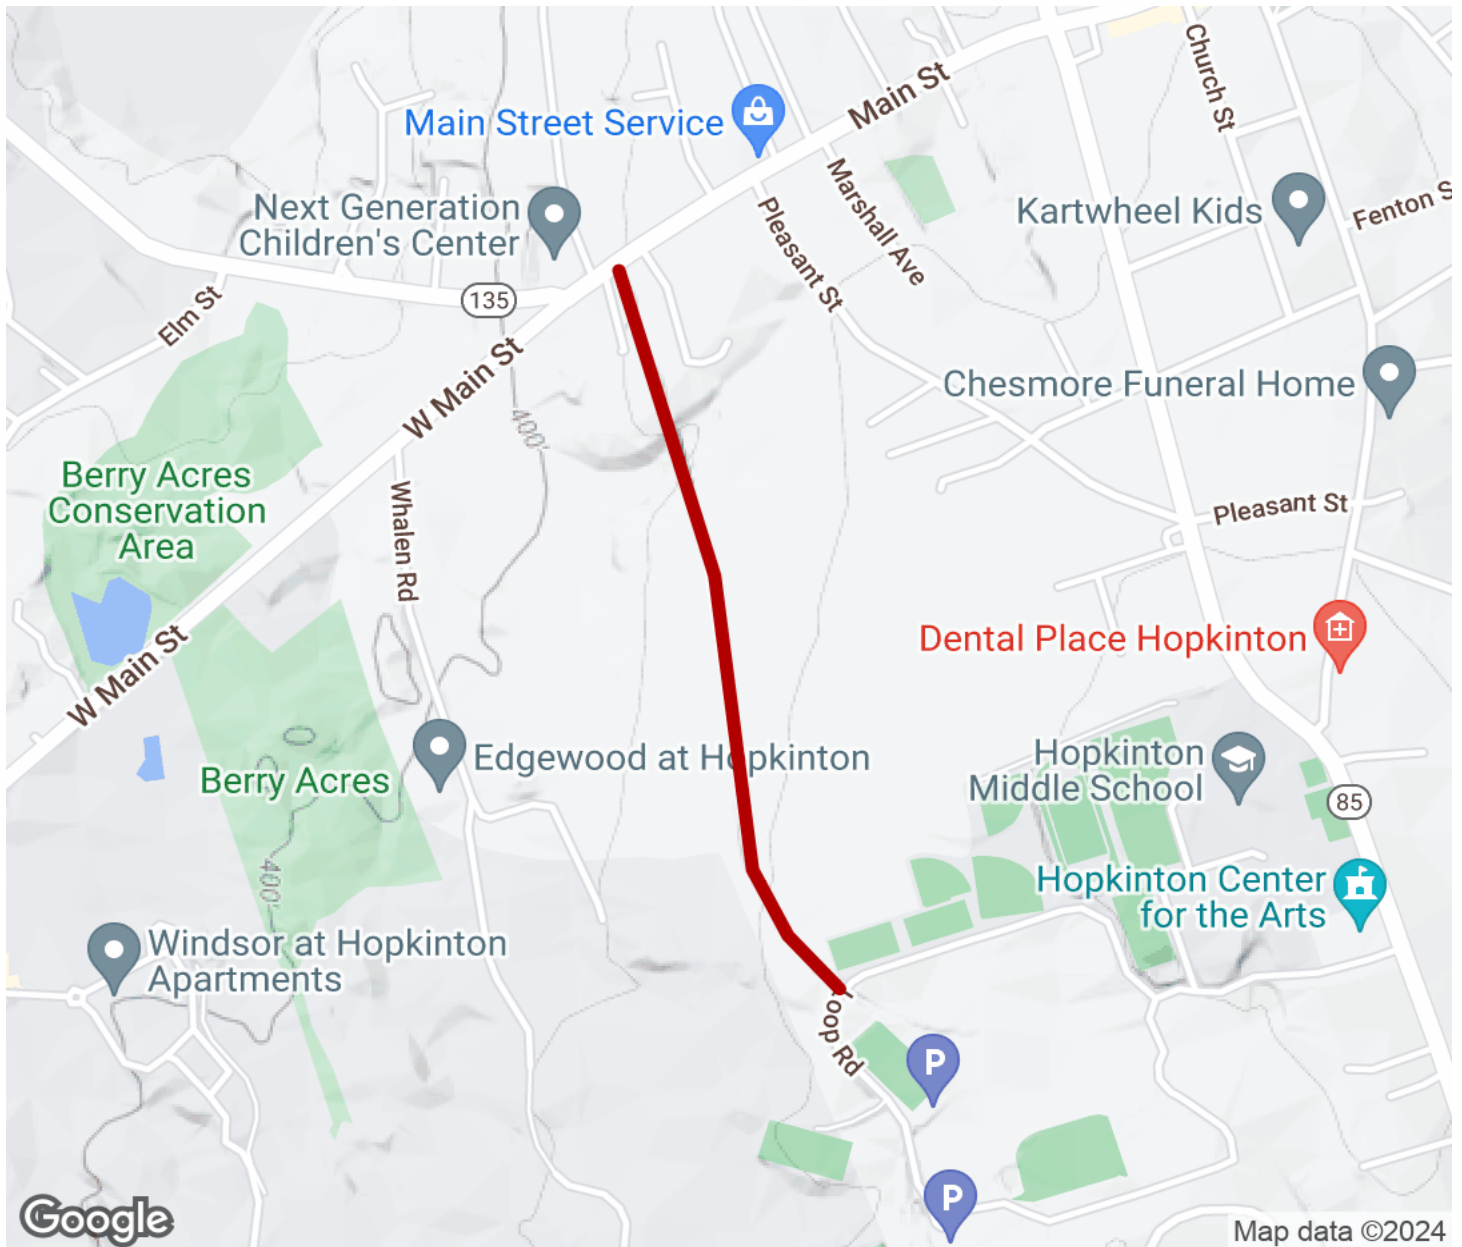 Church St
Main St
Main Street Service
Marshall Ave
Next Generation
Children's Center
Kartwheel Kids
Fenton S
Pleasant St
135
Elm St
W Main St
Chesmore Funeral Home
400'
Berry Acres
Conservation
Area
Whalen Rd
Pleasant St
Dental Place Hopkinton
W Main St
Edgewood at Hopkinton
Hopkinton
Middle School
Berry Acres
85
400'
Hopkinton Center
for the Arts
Windsor at Hopkinton
Apartments
oop Rd
P
P
Google
Map data ©2024